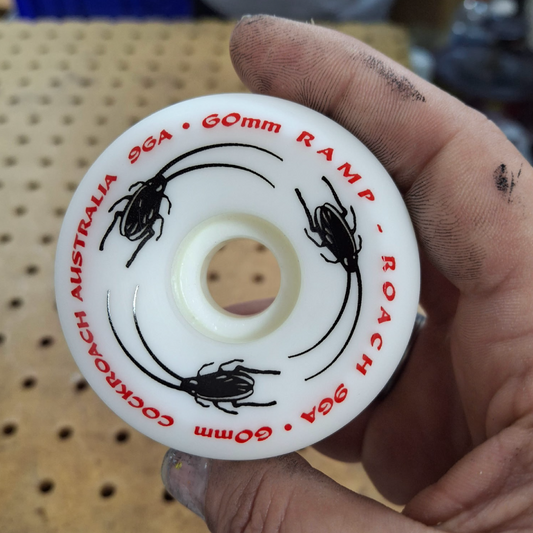 COCKROACH AUSTRALIA 96A • 60mm RAMP - ROACH 96A • 60mm